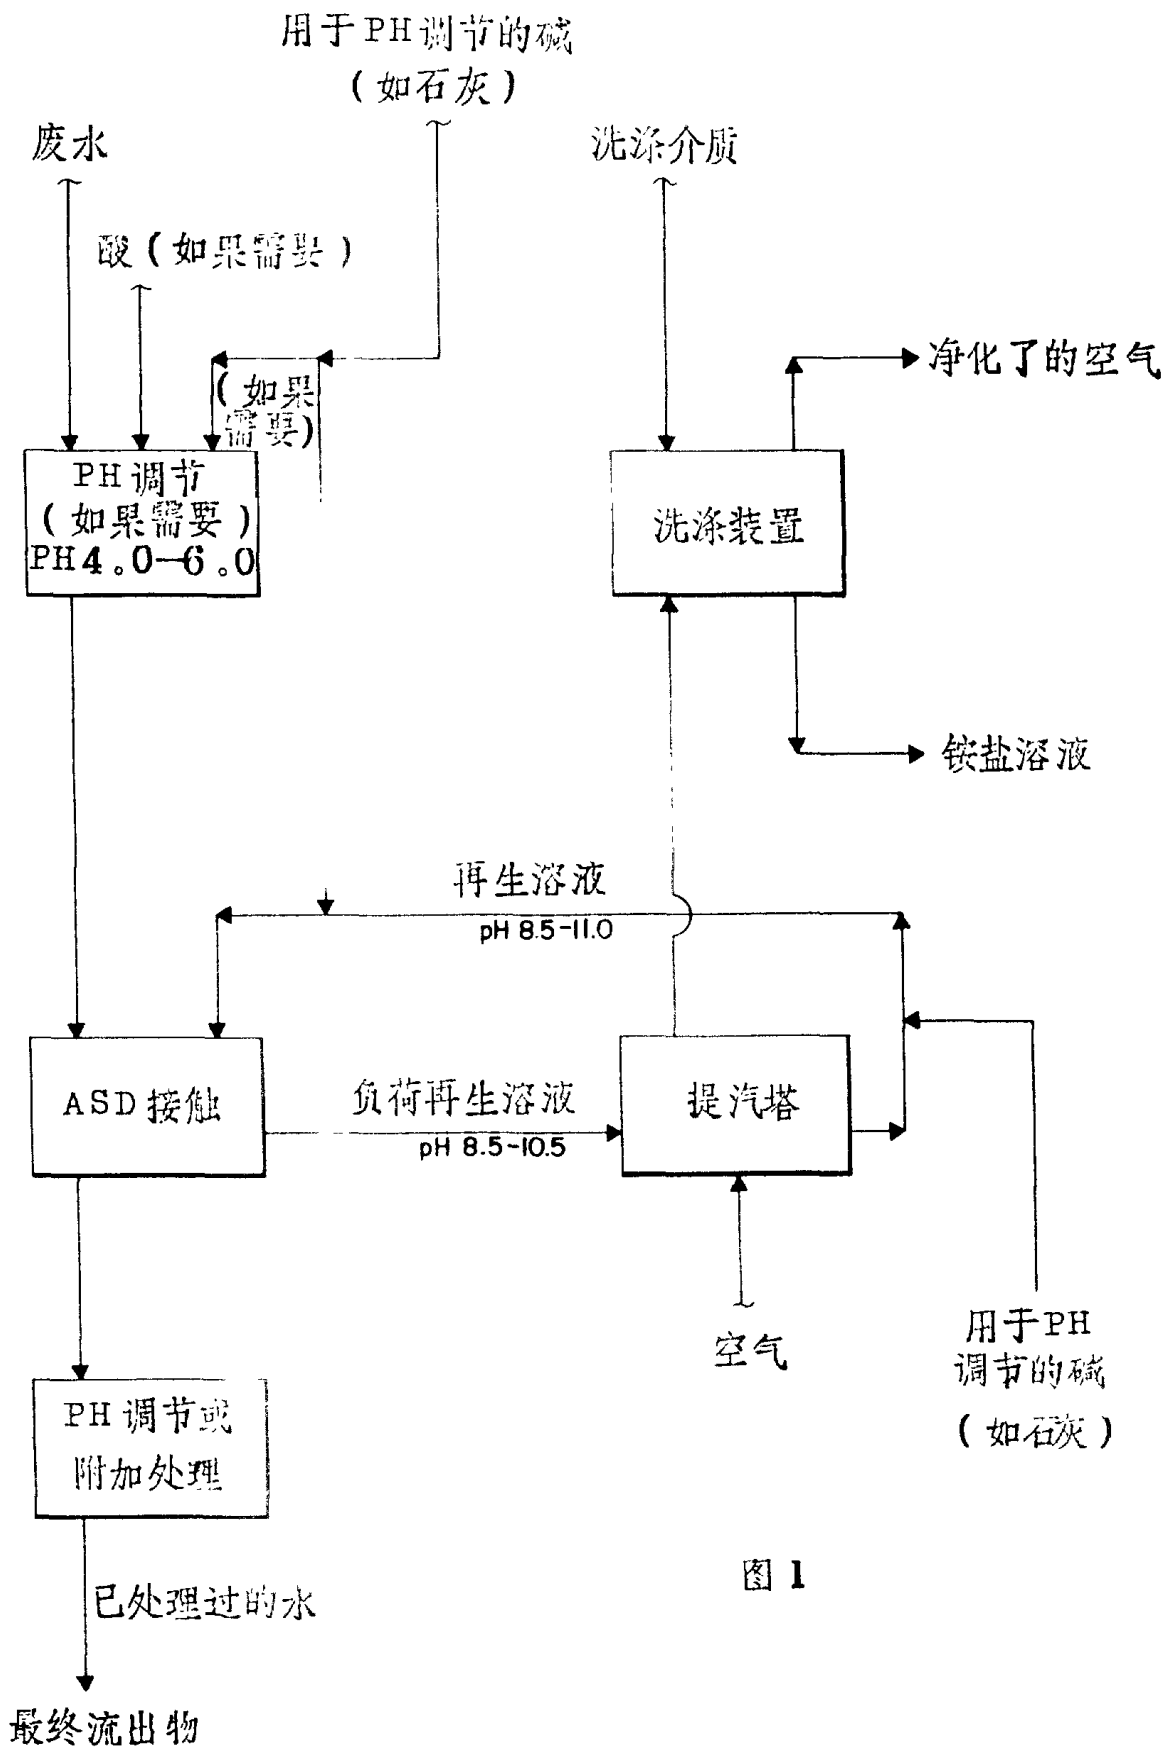 用于PH调节的碱
(如石灰)
废水
洗涤介质
酸(如果需要)
净化了的空气
(如果
需要)
PH调节
(如果需要)
PH4.0—6.0
洗涤装置
铵盐溶液
再生溶液
pH 8.5-11.0
ASD接触
负荷再生溶液
pH 8.5-10.5
提汽塔
空气
用于PH
调节的碱
(如石灰)
PH调节或
附加处理
图1
已处理过的水
最终流出物